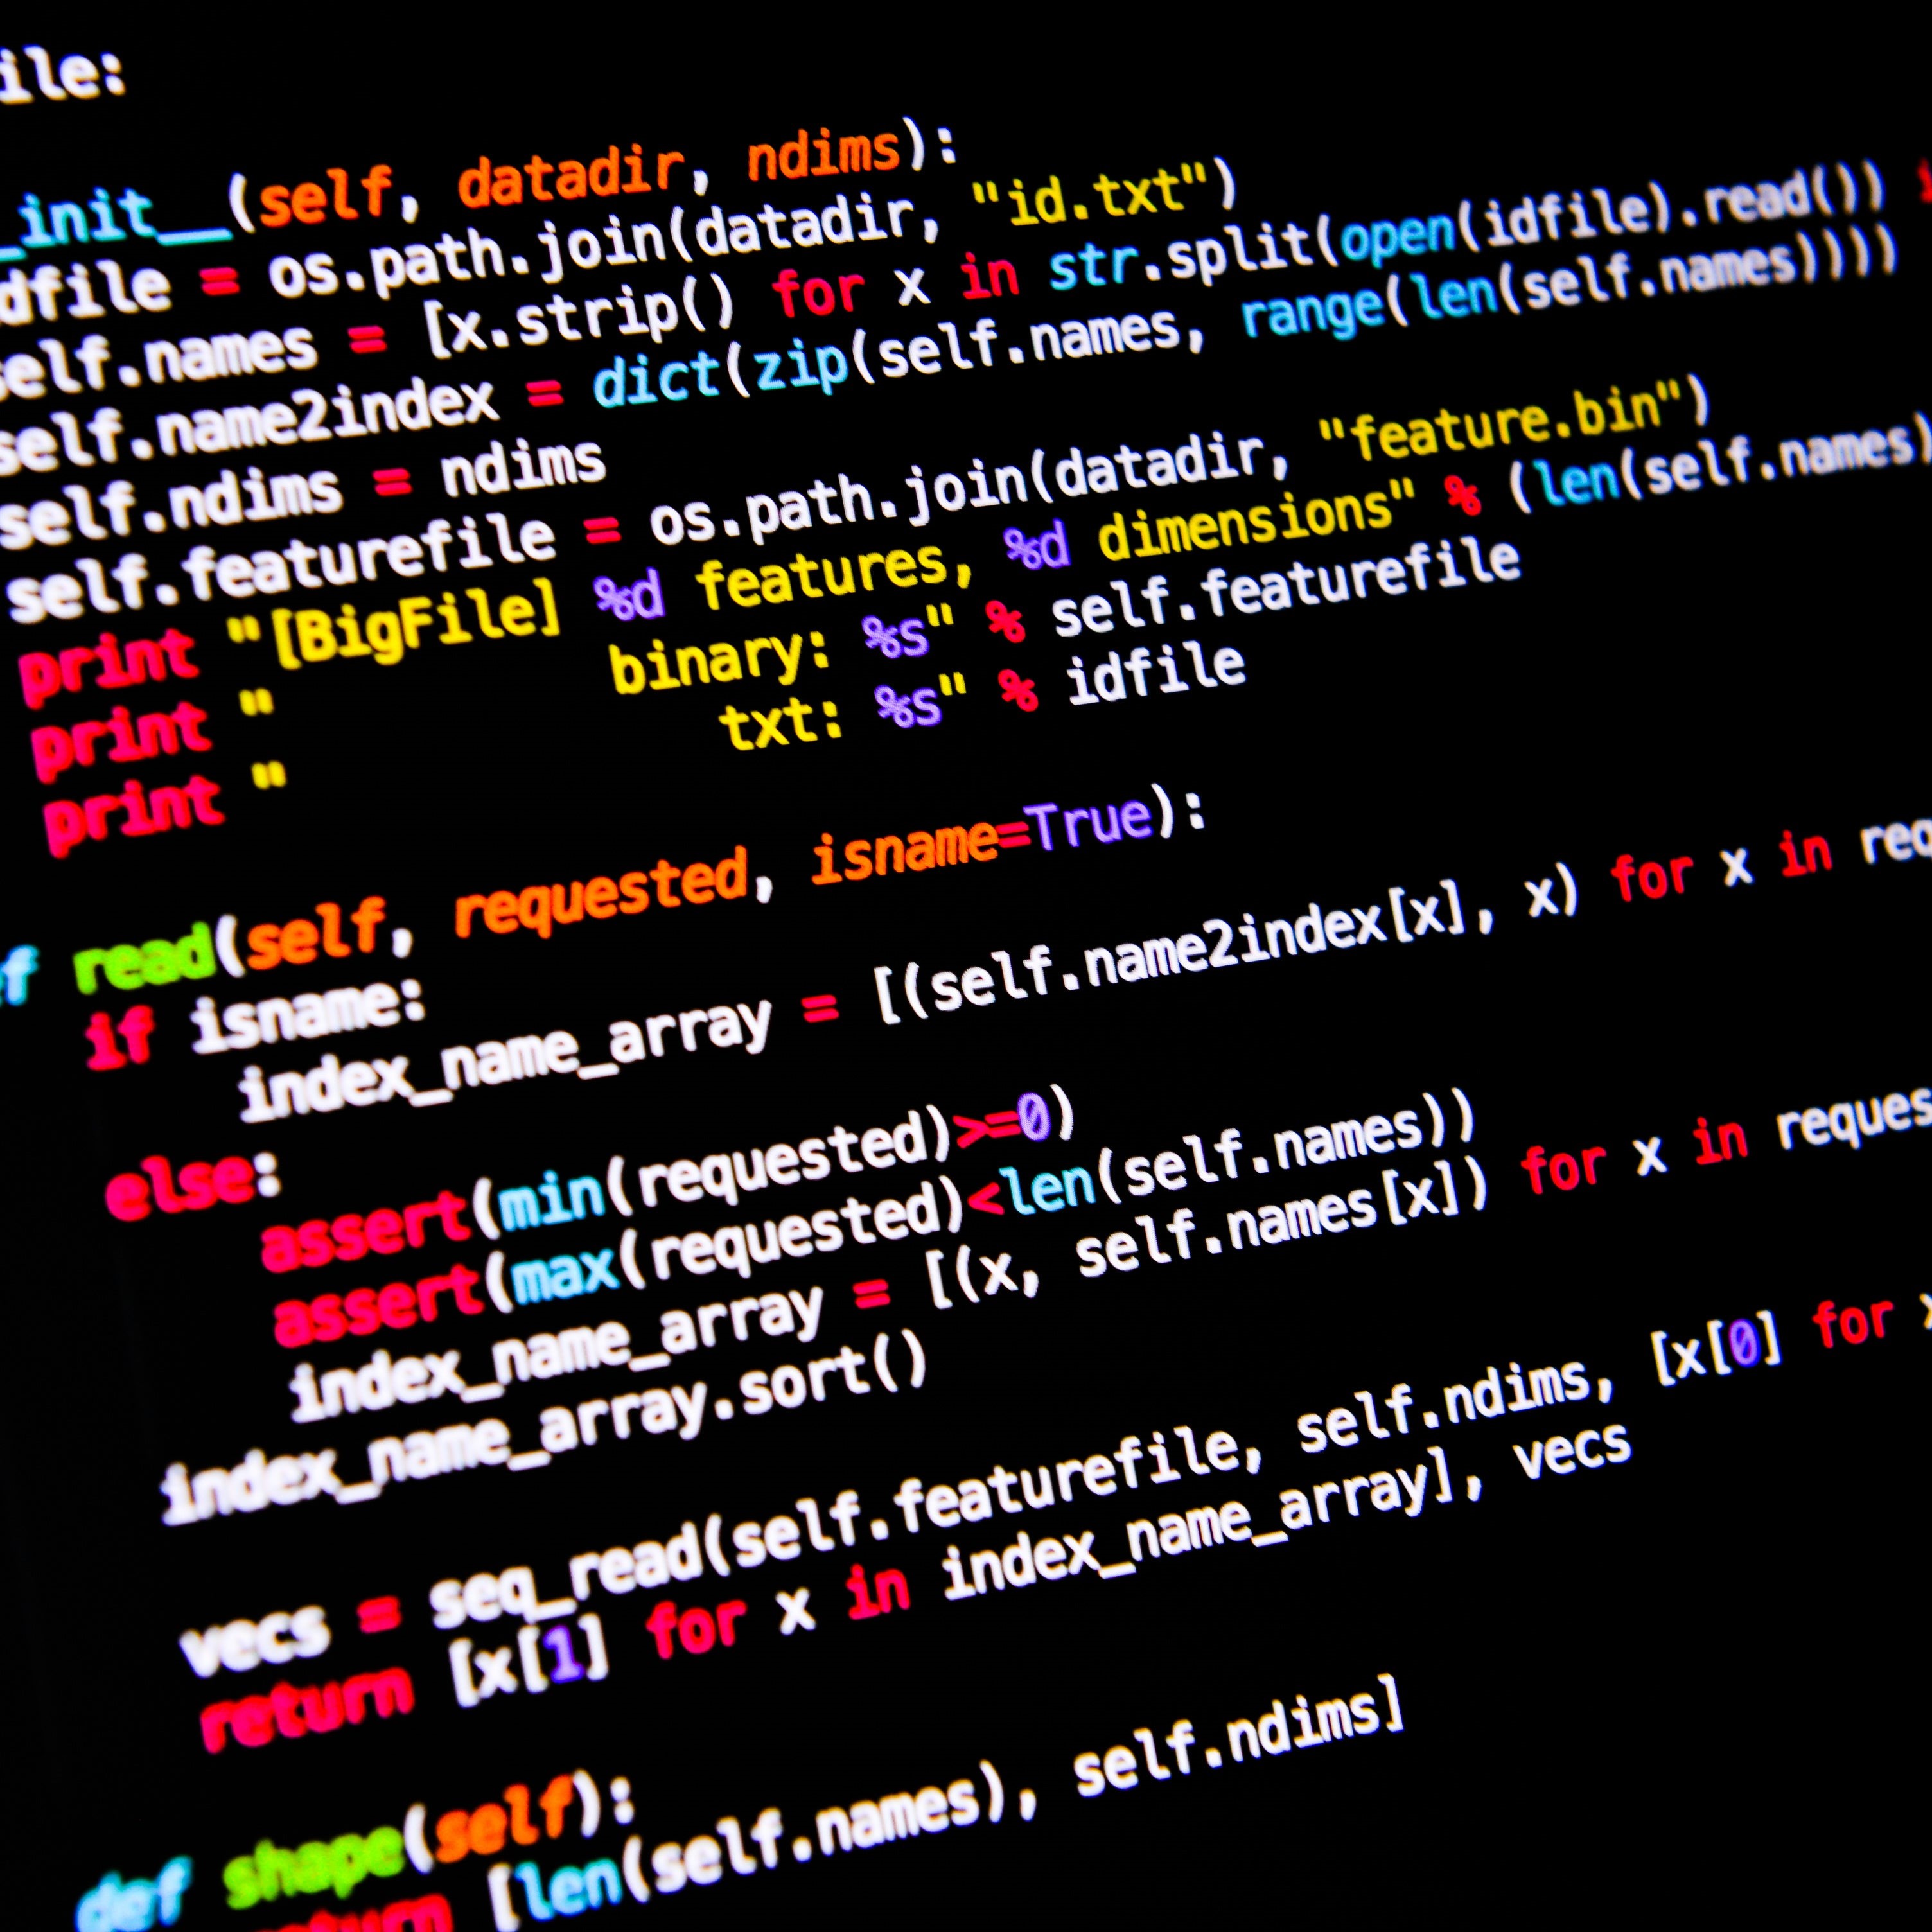 ile:
_init__(self, datadir, ndims):
dfile = os.path.join(datadir, "id.txt")
self.names = [x.strip() for x in str.split(open(idfile).read()) i
self.name2index = dict(zip(self.names, range(len(self.names))))
self.ndims = ndims
self.featurefile = os.path.join(datadir, "feature.bin")
print "[BigFile] %d features, %d dimensions" % (len(self.names)
print " binary: %s" % self.featurefile
print " txt: %s" % idfile
f read(self, requested, isname=True):
if isname:
index_name_array = [(self.name2index[x], x) for x in req
else:
assert(min(requested)>=0)
assert(max(requested)<len(self.names))
index_name_array = [(x, self.names[x]) for x in reques
index_name_array.sort()
vecs = seq_read(self.featurefile, self.ndims, [x[0] for x
return [x[1] for x in index_name_array], vecs
def shape(self):
return [len(self.names), self.ndims]